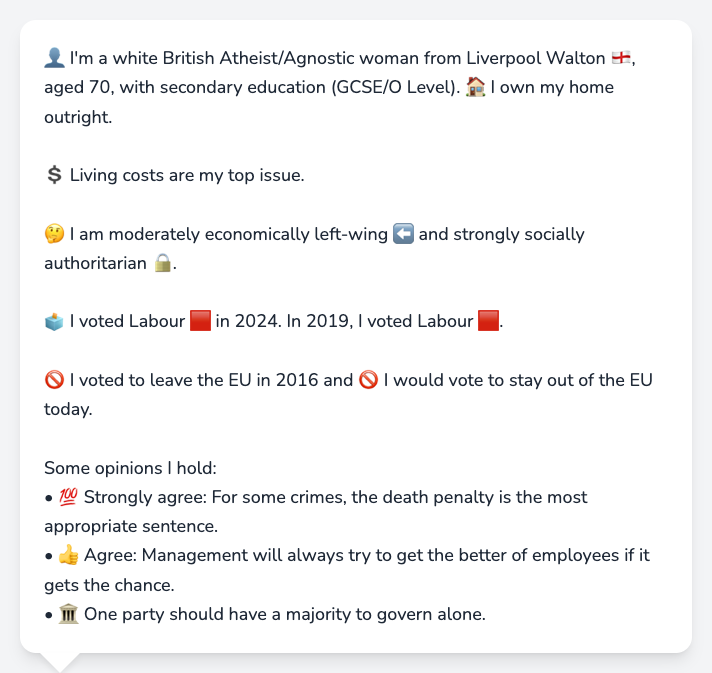 👤 I'm a white British Atheist/Agnostic woman from Liverpool Walton 🏴󠁧󠁢󠁥󠁮󠁧󠁿,
aged 70, with secondary education (GCSE/O Level). 🏠 I own my home
outright.
💲 Living costs are my top issue.
🤔 I am moderately economically left-wing ⬅️ and strongly socially
authoritarian 🔒.
🗳️ I voted Labour 🟥 in 2024. In 2019, I voted Labour 🟥.
🚫 I voted to leave the EU in 2016 and 🚫 I would vote to stay out of the EU
today.
Some opinions I hold:
• 💯 Strongly agree: For some crimes, the death penalty is the most
appropriate sentence.
• 👍 Agree: Management will always try to get the better of employees if it
gets the chance.
• 🏛️ One party should have a majority to govern alone.